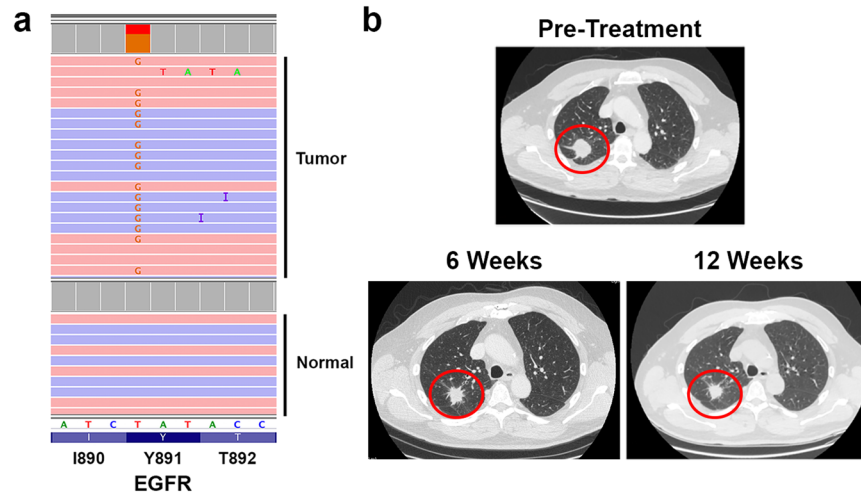 a
G
T A T A
G
G
G
G
G
G
G
G
G I
G
G I
G
G
G
Tumor
Normal
A T C T A T A C C
I Y T
I890 Y891 T892
EGFR
b
Pre-Treatment
6 Weeks
12 Weeks